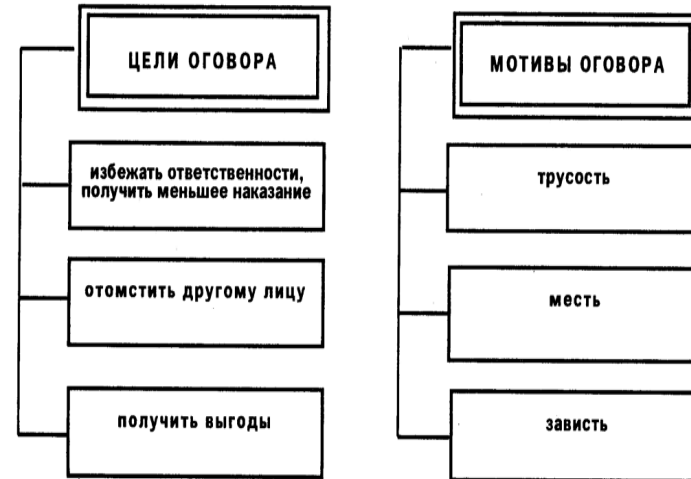 ЦЕЛИ ОГОВОРА
избежать ответственности,
получить меньшее наказание
отомстить другому лицу
получить выгоды
МОТИВЫ ОГОВОРА
трусость
месть
зависть